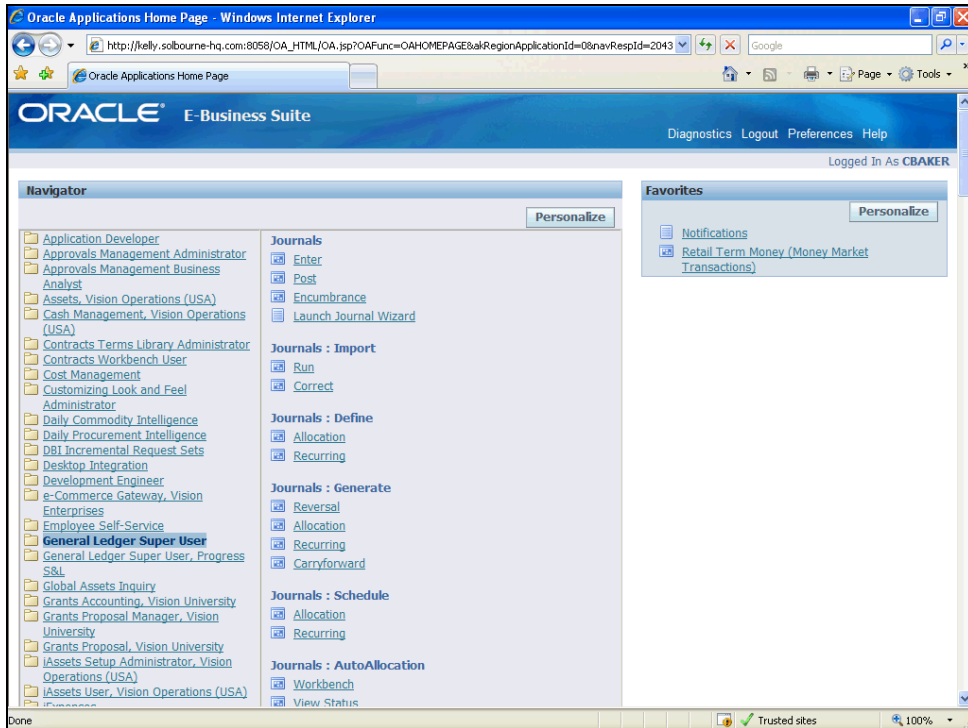 Oracle Applications Home Page - Windows Internet Explorer
http://kelly.solbourne-hq.com:8058/OA_HTML/OA.jsp?OAFunc=OAHOMEPAGE&akRegionApplicationId=0&navRespId=2043
Google
Oracle Applications Home Page
Page
Tools
ORACLE® E-Business Suite
Diagnostics Logout Preferences Help
Logged In As CBAKER
Navigator
Personalize
Application Developer
Approvals Management Administrator
Approvals Management Business
Analyst
Assets, Vision Operations (USA)
Cash Management, Vision Operations
(USA)
Contracts Terms Library Administrator
Contracts Workbench User
Cost Management
Customizing Look and Feel
Administrator
Daily Commodity Intelligence
Daily Procurement Intelligence
DBI Incremental Request Sets
Desktop Integration
Development Engineer
e-Commerce Gateway, Vision
Enterprises
Employee Self-Service
General Ledger Super User
General Ledger Super User, Progress
S&L
Global Assets Inquiry
Grants Accounting, Vision University
Grants Proposal Manager, Vision
University
Grants Proposal, Vision University
iAssets Setup Administrator, Vision
Operations (USA)
iAssets User, Vision Operations (USA)
Journals
Enter
Post
Encumbrance
Launch Journal Wizard
Journals : Import
Run
Correct
Journals : Define
Allocation
Recurring
Journals : Generate
Reversal
Allocation
Recurring
Carryforward
Journals : Schedule
Allocation
Recurring
Journals : AutoAllocation
Workbench
View Status
Favorites
Personalize
Notifications
Retail Term Money (Money Market
Transactions)
Done
Trusted sites
100%